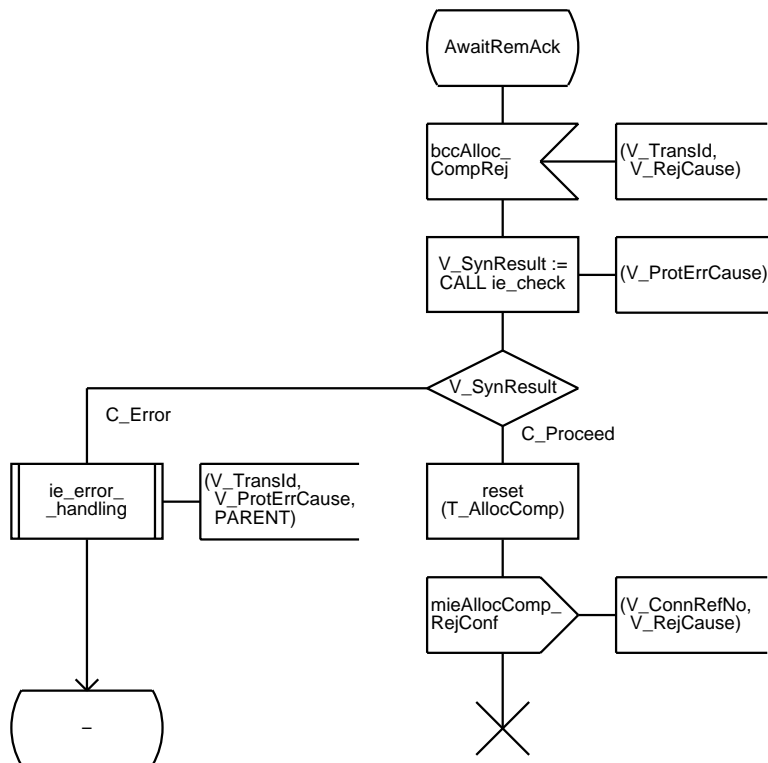 AwaitRemAck
bccAlloc_
CompRej
(V_TransId,
V_RejCause)
V_SynResult :=
CALL ie_check
(V_ProtErrCause)
V_SynResult
C_Error
C_Proceed
ie_error_
_handling
(V_TransId,
V_ProtErrCause,
PARENT)
reset
(T_AllocComp)
mieAllocComp_
RejConf
(V_ConnRefNo,
V_RejCause)
–